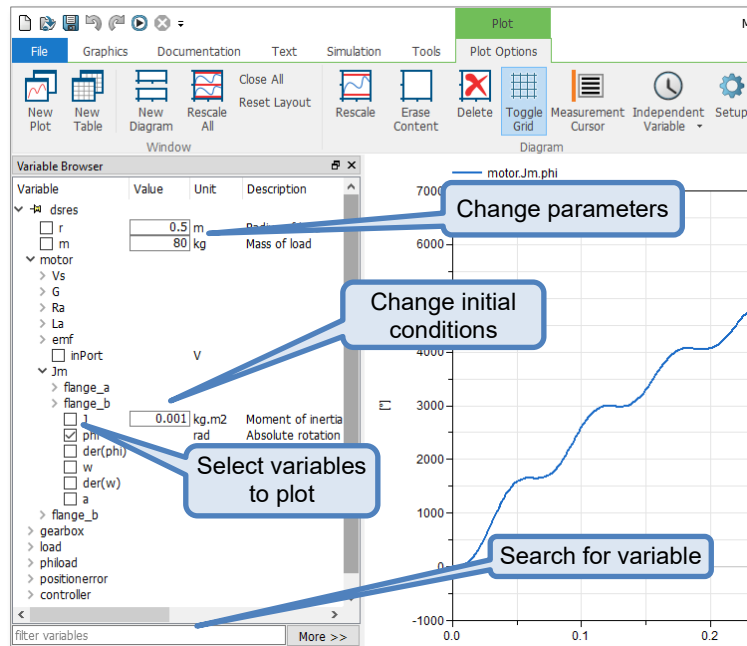 Plot
M
File Graphics Documentation Text Simulation Tools Plot Options
New Plot
New Table
New Diagram
Rescale All
Close All
Reset Layout
Rescale
Erase Content
Delete
Toggle Grid
Measurement Cursor
Independent Variable
Setup
Window
Diagram
Variable Browser
Variable Value Unit Description
dsres
r 0.5 m
m 80 kg Mass of load
motor
Vs
G
Ra
La
emf
inPort V
Jm
flange_a
flange_b
J 0.001 kg.m2 Moment of inertia
phi rad Absolute rotation
der(phi)
w
der(w)
a
flange_b
gearbox
load
phiload
positionerror
controller
filter variables More >>
motor.Jm.phi
7000
6000
4000
3000
2000
1000
0
-1000
[°]
0.0 0.1 0.2
Change parameters
Change initial
conditions
Select variables
to plot
Search for variable